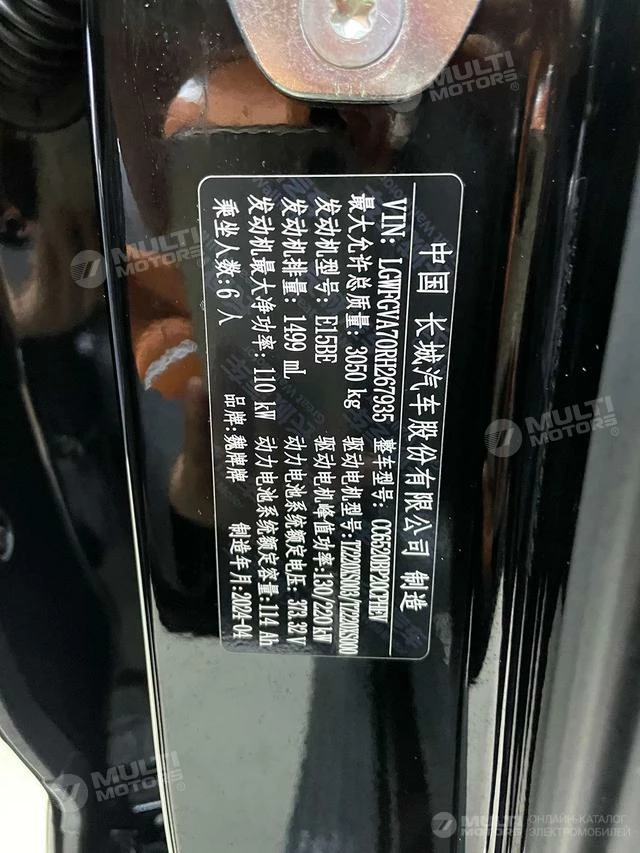 中国 长城汽车股份有限公司 制造
VIN: LGWFGVA70RH267935 整车型号: CC6520BP20CPHEV
最大允许总质量: 3050 kg 驱动电机型号: TZ220XS003/TZ220XS000
发动机型号: E15BE 驱动电机峰值功率: 130/220 kW
发动机排量: 1499 mL 动力电池系统额定电压: 373.32 V
发动机最大净功率: 110 kW 动力电池系统额定容量: 114 Ah
乘坐人数: 6 人 品牌: 魏牌牌 制造年月: 2024-04
MULTI MOTORS
MULTI MOTORS
MULTI MOTORS
MULTI MOTORS
MULTI MOTORS
ОНЛАЙН-КАТАЛОГ
ЭЛЕКТРОМОБИЛЕЙ